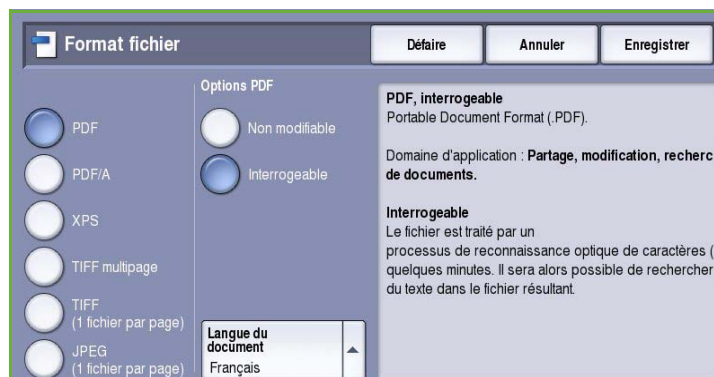 Format fichier
Défaire
Annuler
Enregistrer
Options PDF
PDF
PDF/A
XPS
TIFF multipage
TIFF
(1 fichier par page)
JPEG
(1 fichier par page)
Non modifiable
Interrogeable
Langue du
document
Français
PDF, interrogeable
Portable Document Format (.PDF).
Domaine d'application : Partage, modification, recherc
de documents.
Interrogeable
Le fichier est traité par un
processus de reconnaissance optique de caractères (
quelques minutes. Il sera alors possible de rechercher
du texte dans le fichier résultant.